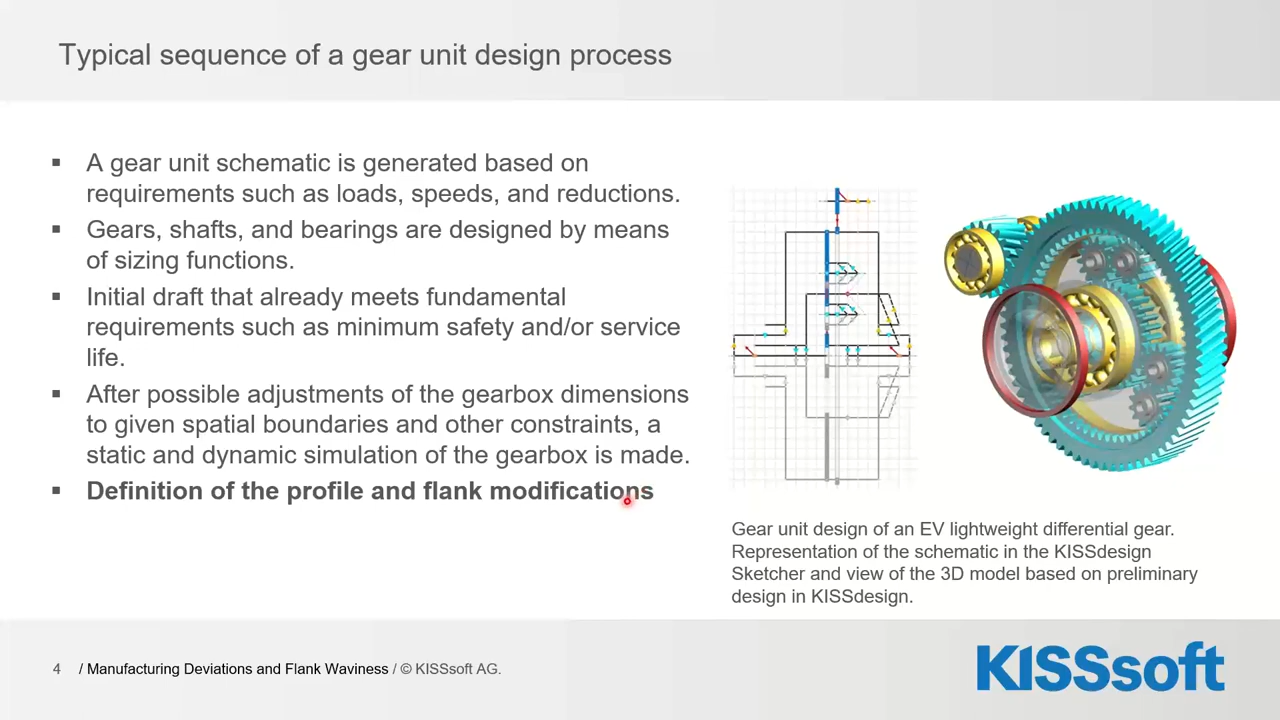 Typical sequence of a gear unit design process
▪ A gear unit schematic is generated based on
requirements such as loads, speeds, and reductions.
▪ Gears, shafts, and bearings are designed by means
of sizing functions.
▪ Initial draft that already meets fundamental
requirements such as minimum safety and/or service
life.
▪ After possible adjustments of the gearbox dimensions
to given spatial boundaries and other constraints, a
static and dynamic simulation of the gearbox is made.
▪ Definition of the profile and flank modifications
Gear unit design of an EV lightweight differential gear.
Representation of the schematic in the KISSdesign
Sketcher and view of the 3D model based on preliminary
design in KISSdesign.
4 / Manufacturing Deviations and Flank Waviness / © KISSsoft AG.
KISSsoft